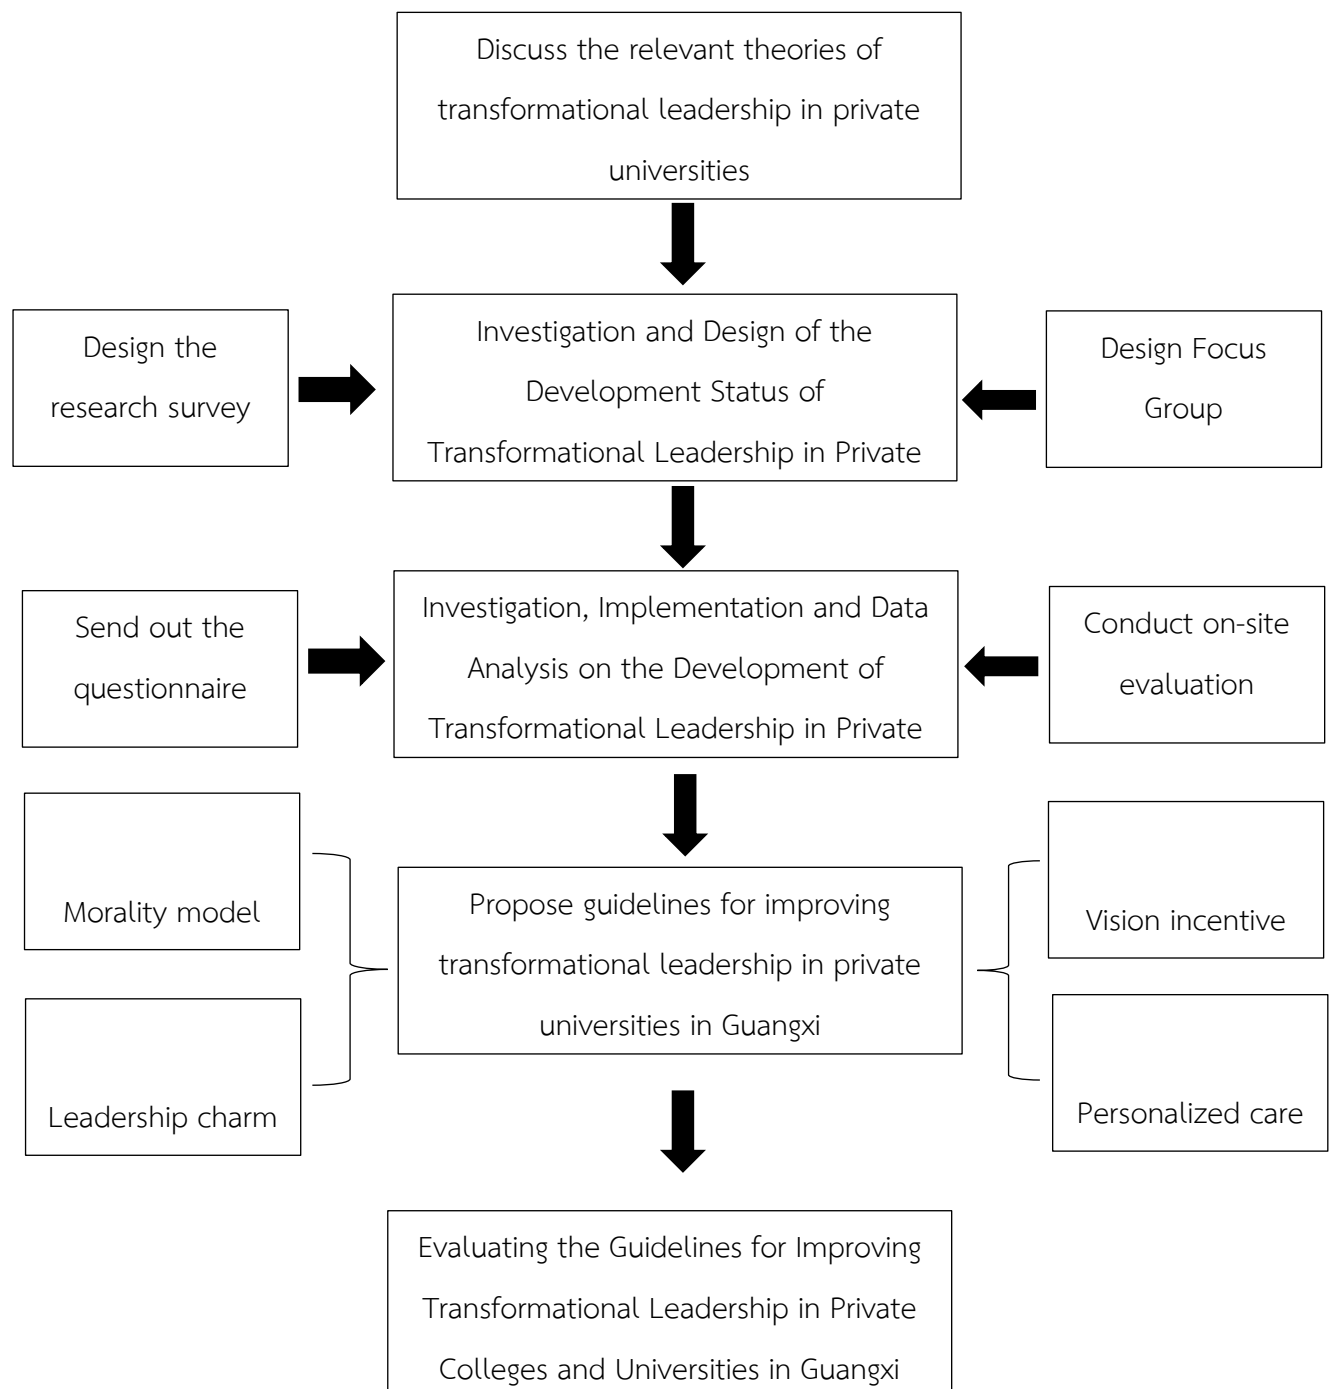 Discuss the relevant theories of
transformational leadership in private
universities
Design the
research survey
Investigation and Design of the
Development Status of
Transformational Leadership in Private
Design Focus
Group
Send out the
questionnaire
Investigation, Implementation and Data
Analysis on the Development of
Transformational Leadership in Private
Conduct on-site
evaluation
Morality model
Leadership charm
Propose guidelines for improving
transformational leadership in private
universities in Guangxi
Vision incentive
Personalized care
Evaluating the Guidelines for Improving
Transformational Leadership in Private
Colleges and Universities in Guangxi